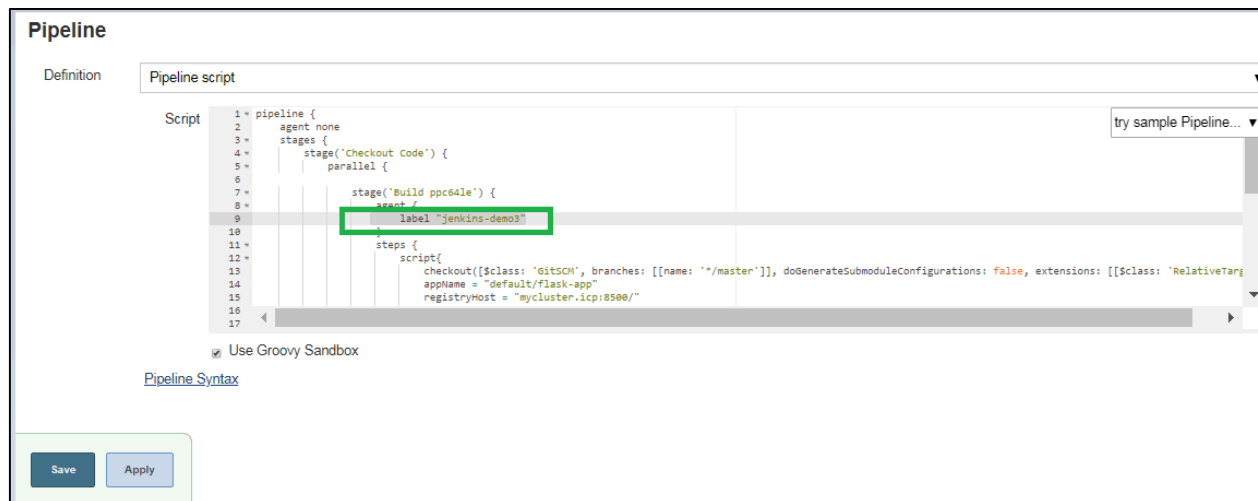 Pipeline
Definition
Pipeline script
Script
try sample Pipeline...
1 pipeline {
2 agent none
3 stages {
4 stage('Checkout Code') {
5 parallel {
6
7 stage('Build ppc64le') {
8 agent {
9 label "jenkins-demo3"
10 }
11 steps {
12 script{
13 checkout([$class: 'GitSCM', branches: [[name: '*/master']], doGenerateSubmoduleConfigurations: false, extensions: [[$class: 'RelativeTarg
14 appName = "default/flask-app"
15 registryHost = "mycluster.icp:8500/"
16
17
Use Groovy Sandbox
Pipeline Syntax
Save
Apply